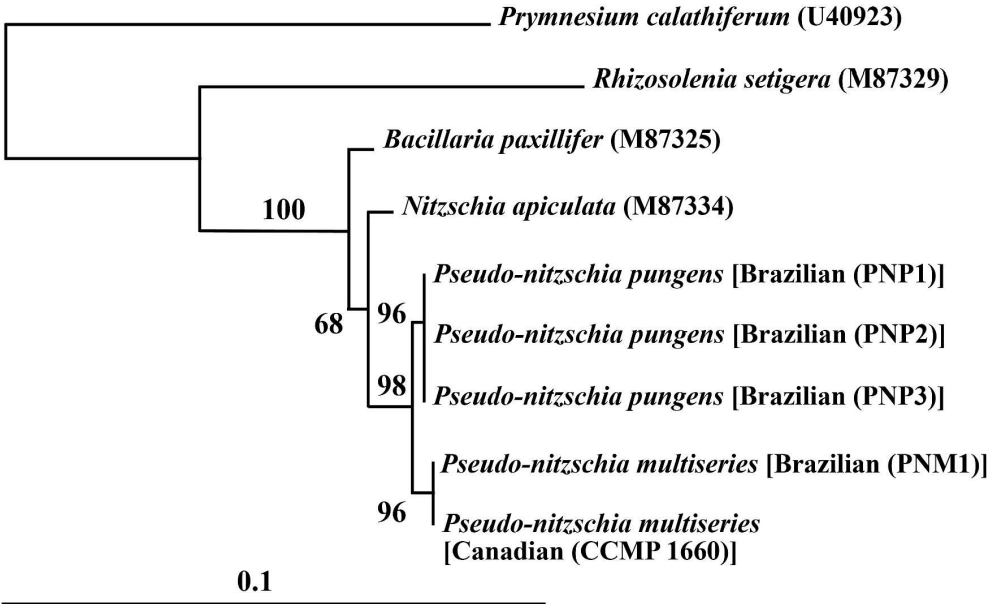 Prymnesium calathiferum (U40923)
Rhizosolenia setigera (M87329)
Bacillaria paxillifer (M87325)
100
Nitzschia apiculata (M87334)
Pseudo-nitzschia pungens [Brazilian (PNP1)]
96
68
Pseudo-nitzschia pungens [Brazilian (PNP2)]
98
Pseudo-nitzschia pungens [Brazilian (PNP3)]
Pseudo-nitzschia multiseries [Brazilian (PNM1)]
96
Pseudo-nitzschia multiseries
[Canadian (CCMP 1660)]
0.1